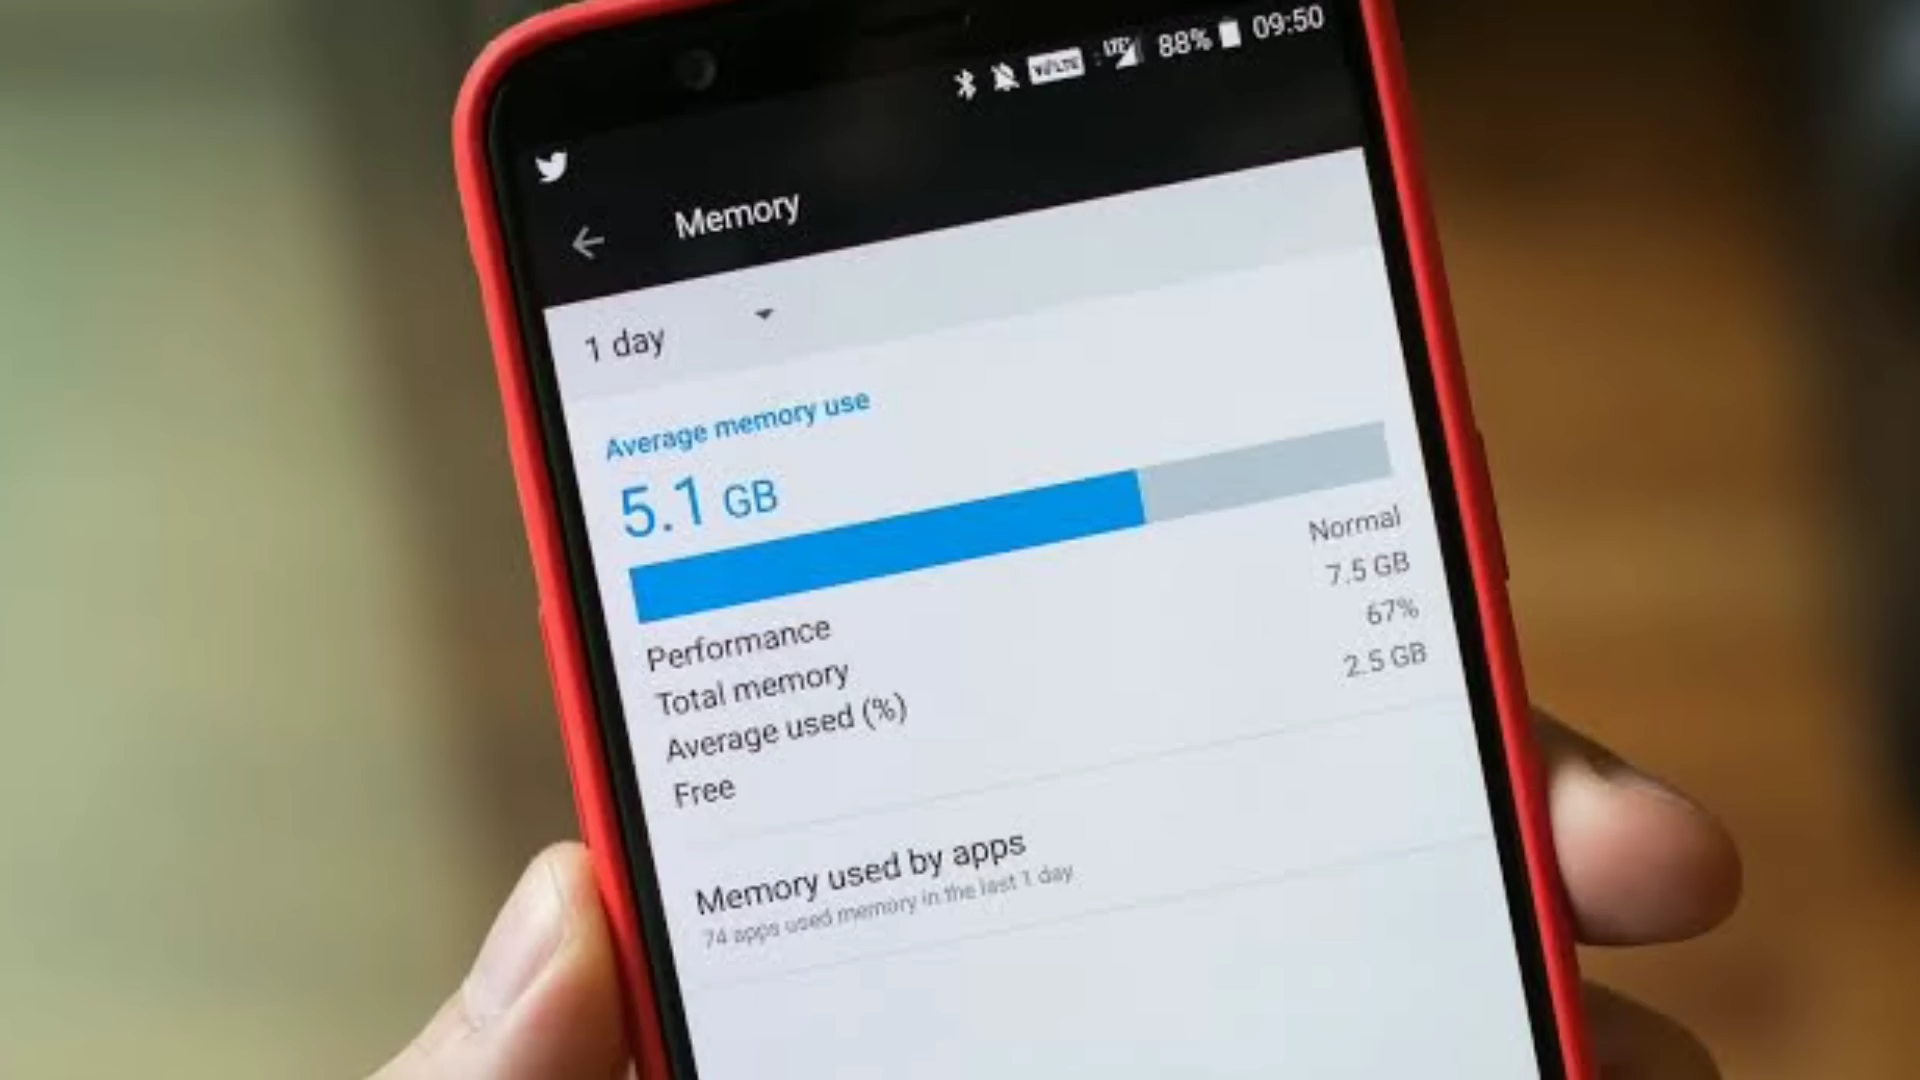 VoLTE LTE+ 88% 09:50
Memory
1 day
Average memory use
5.1 GB
Performance Normal
Total memory 7.5 GB
Average used (%) 67%
Free 2.5 GB
Memory used by apps
74 apps used memory in the last 1 day